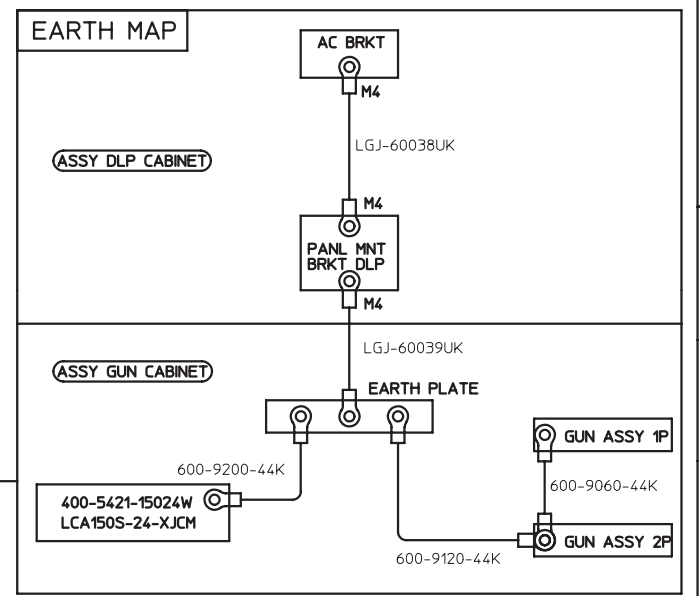 EARTH MAP
AC BRKT
M4
LGJ-60038UK
ASSY DLP CABINET
M4
PANL MNT
BRKT DLP
M4
LGJ-60039UK
ASSY GUN CABINET
EARTH PLATE
GUN ASSY 1P
600-9200-44K
600-9060-44K
400-5421-15024W
LCA150S-24-XJCM
GUN ASSY 2P
600-9120-44K